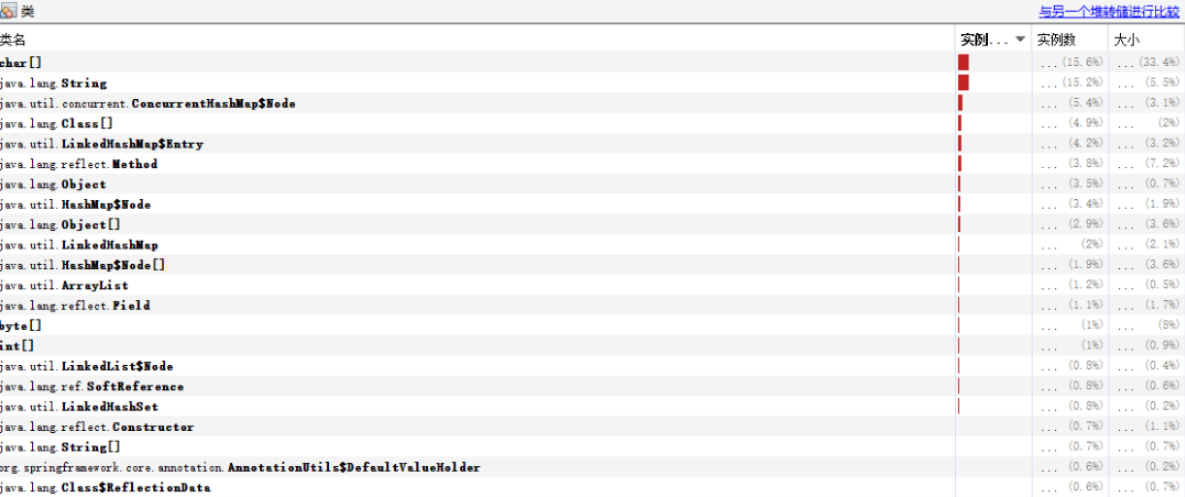 类 与另一个堆转储进行比较
类名 实例... 实例数 大小
char[] ...(15.6%) ...(33.4%)
java.lang.String ...(15.2%) ... (5.5%)
java.util.concurrent.ConcurrentHashMap$Node ... (5.4%) ... (3.1%)
java.lang.Class[] ... (4.9%) ... (2%)
java.util.LinkedHashMap$Entry ... (4.2%) ... (3.2%)
java.lang.reflect.Method ... (3.8%) ... (7.2%)
java.lang.Object ... (3.5%) ... (0.7%)
java.util.HashMap$Node ... (3.4%) ... (1.9%)
java.lang.Object[] ... (2.9%) ... (3.6%)
java.util.LinkedHashMap ... (2%) ... (2.1%)
java.util.HashMap$Node[] ... (1.9%) ... (3.6%)
java.util.ArrayList ... (1.2%) ... (0.5%)
java.lang.reflect.Field ... (1.1%) ... (1.7%)
byte[] ... (1%) ... (8%)
int[] ... (1%) ... (0.9%)
java.util.LinkedList$Node ... (0.8%) ... (0.4%)
java.lang.ref.SoftReference ... (0.8%) ... (0.6%)
java.util.LinkedHashSet ... (0.8%) ... (0.2%)
java.lang.reflect.Constructor ... (0.7%) ... (1.1%)
java.lang.String[] ... (0.7%) ... (0.7%)
org.springframework.core.annotation.AnnotationUtils$DefaultValueHolder ... (0.6%) ... (0.2%)
java.lang.Class$ReflectionData ... (0.6%) ... (0.7%)